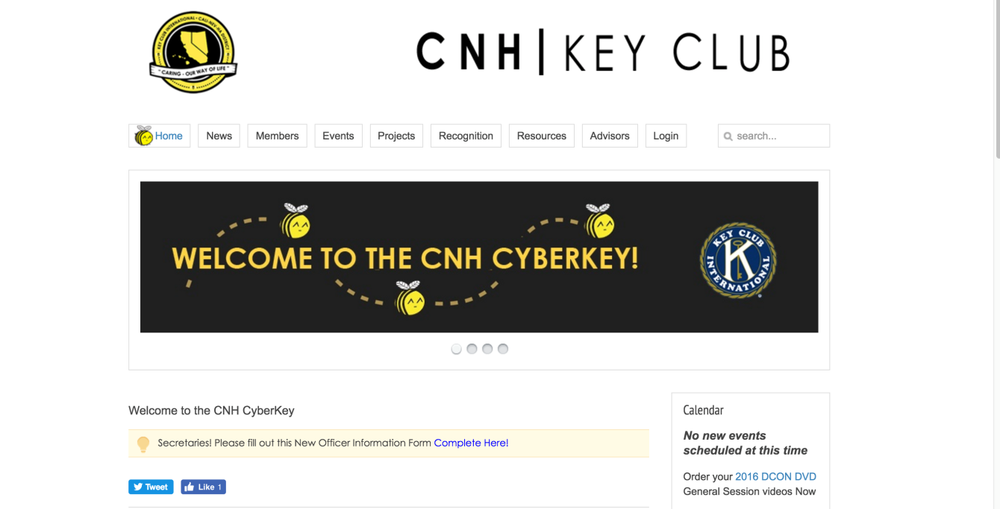 KEY CLUB INTERNATIONAL · CALI-NEV-HA DISTRICT
" CARING - OUR WAY OF LIFE "
CNH | KEY CLUB
Home
News
Members
Events
Projects
Recognition
Resources
Advisors
Login
search...
WELCOME TO THE CNH CYBERKEY!
KEY CLUB
K
INTERNATIONAL
Welcome to the CNH CyberKey
Secretaries! Please fill out this New Officer Information Form Complete Here!
Tweet
Like 1
Calendar
No new events
scheduled at this time
Order your 2016 DCON DVD
General Session videos Now